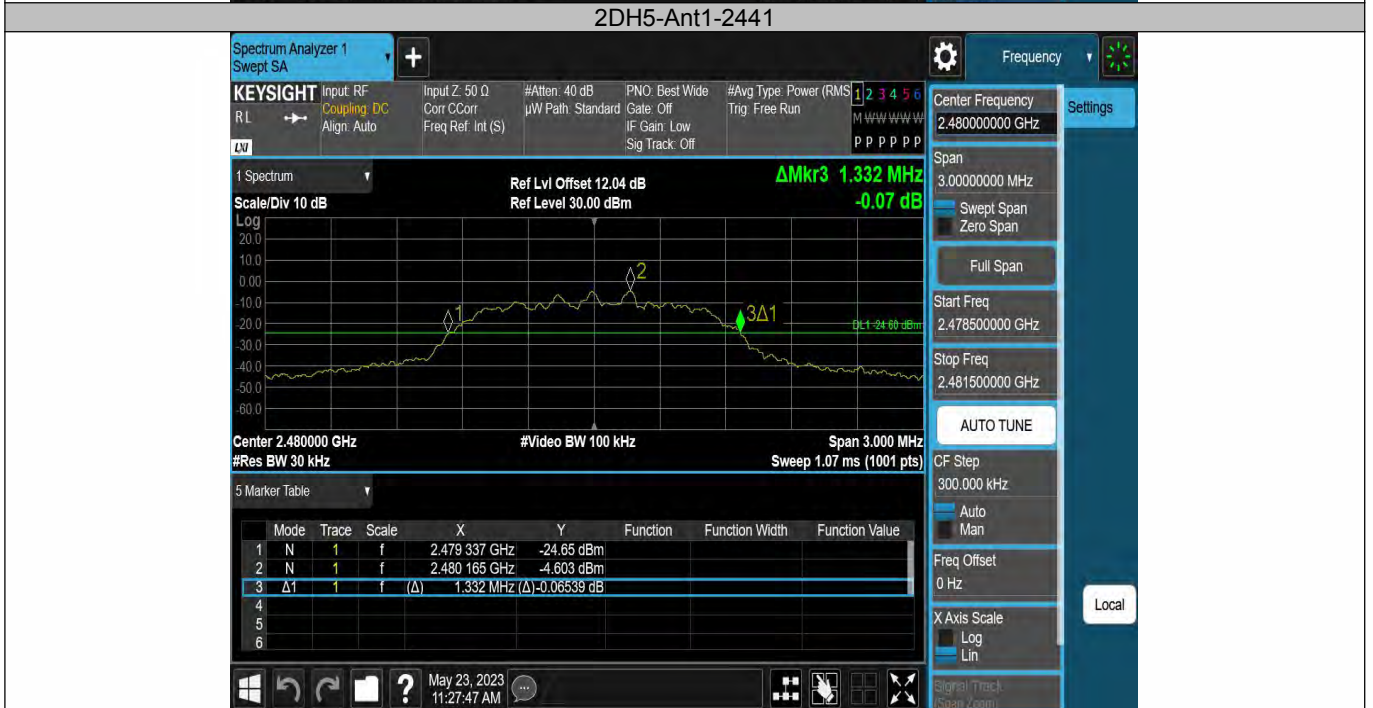 2DH5-Ant1-2441
Spectrum Analyzer 1
Swept SA
Frequency
KEYSIGHT
RL
LXI
Input: RF
Coupling: DC
Align: Auto
Input Z: 50 Ω
Corr CCorr
Freq Ref: Int (S)
#Atten: 40 dB
µW Path: Standard
PNO: Best Wide
Gate: Off
IF Gain: Low
Sig Track: Off
#Avg Type: Power (RMS
Trig: Free Run
1 2 3 4 5 6
M W W W W W
P P P P P P
Center Frequency
2.480000000 GHz
Settings
Span
3.00000000 MHz
Swept Span
Zero Span
Full Span
Start Freq
2.478500000 GHz
Stop Freq
2.481500000 GHz
AUTO TUNE
CF Step
300.000 kHz
Auto
Man
Freq Offset
0 Hz
X Axis Scale
Log
Lin
Signal Track
(Span Zoom)
Local
1 Spectrum
Scale/Div 10 dB
Ref Lvl Offset 12.04 dB
Ref Level 30.00 dBm
ΔMkr3 1.332 MHz
-0.07 dB
Log
20.0
10.0
0.00
-10.0
-20.0
-30.0
-40.0
-50.0
-60.0
1
2
3Δ1
DL1 -24.60 dBm
Center 2.480000 GHz
#Video BW 100 kHz
Span 3.000 MHz
#Res BW 30 kHz
Sweep 1.07 ms (1001 pts)
5 Marker Table
Mode Trace Scale X Y Function Function Width Function Value
1 N 1 f 2.479 337 GHz -24.65 dBm
2 N 1 f 2.480 165 GHz -4.603 dBm
3 Δ1 1 f (Δ) 1.332 MHz (Δ) -0.06539 dB
4
5
6
?
May 23, 2023
11:27:47 AM